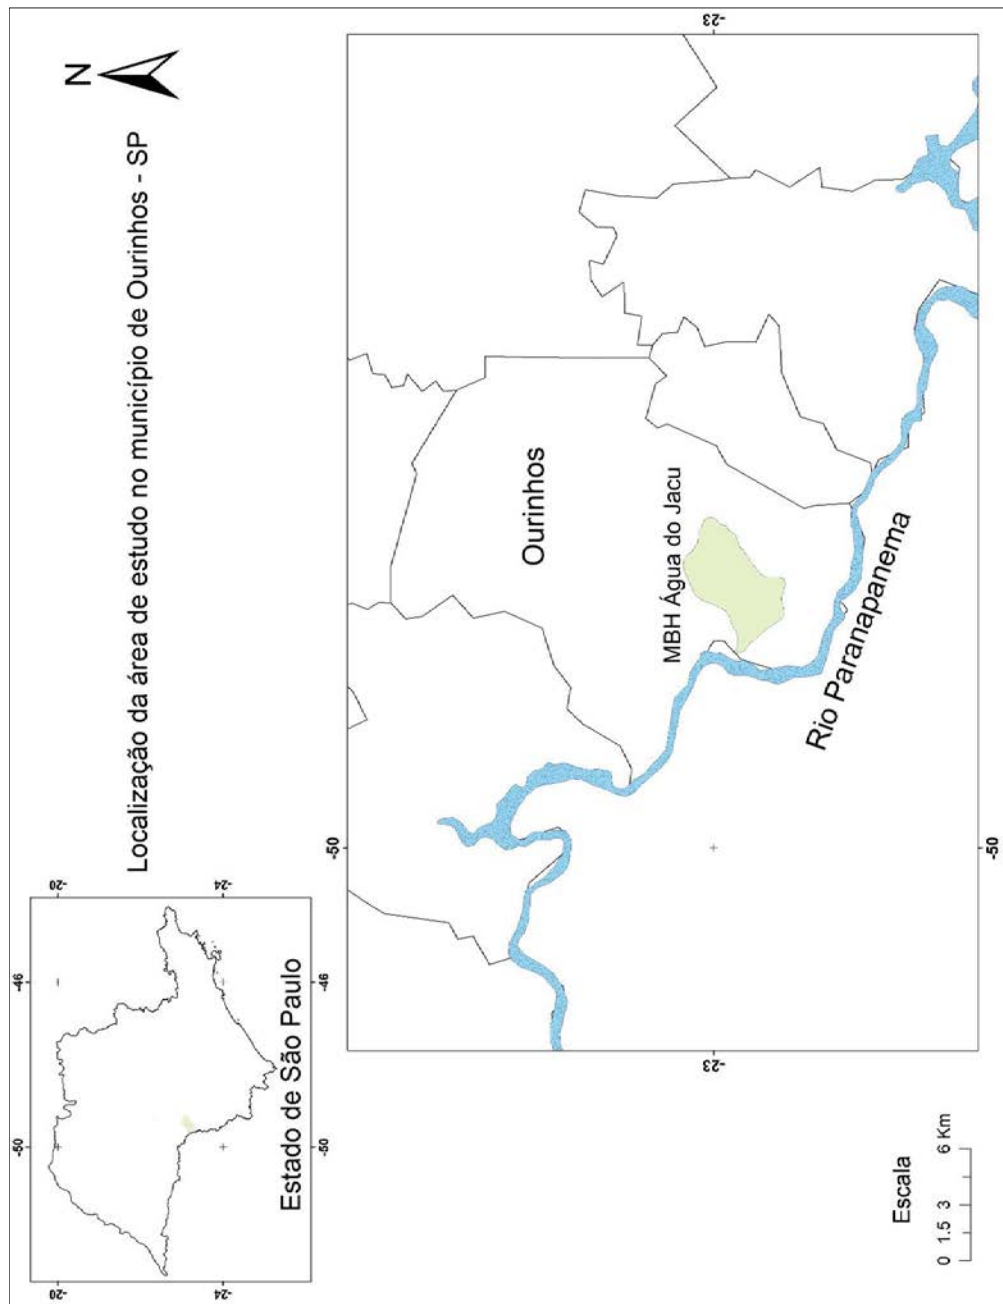 Localização da área de estudo no município de Ourinhos - SP
N
-50 -46
-20 -20
-24 -24
-50 -46
Estado de São Paulo
-50
Ourinhos
MBH Água do Jacu
-23 -23
Rio Paranapanema
-50
Escala
0 1.5 3 6 Km